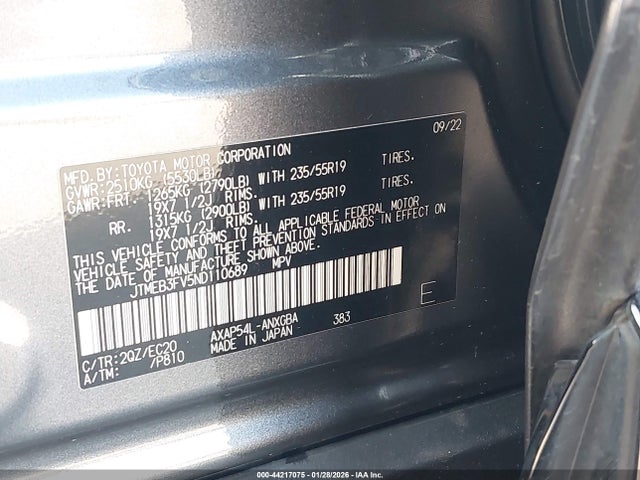 MFD. BY: TOYOTA MOTOR CORPORATION 09/22
GVWR: 2510KG (5530LB)
GAWR: FRT. 1265KG (2790LB) WITH 235/55R19 TIRES.
19X7 1/2J RIMS.
RR. 1315KG (2900LB) WITH 235/55R19 TIRES.
19X7 1/2J RIMS.
THIS VEHICLE CONFORMS TO ALL APPLICABLE FEDERAL MOTOR
VEHICLE SAFETY AND THEFT PREVENTION STANDARDS IN EFFECT ON
THE DATE OF MANUFACTURE SHOWN ABOVE.
JTMEB3FV5ND110689 MPV
E
C/TR: 2QZ/EC20 AXAP54L-ANXGBA 383
A/TM: /P810 MADE IN JAPAN
000-44217075 - 01/28/2026 - IAA Inc.